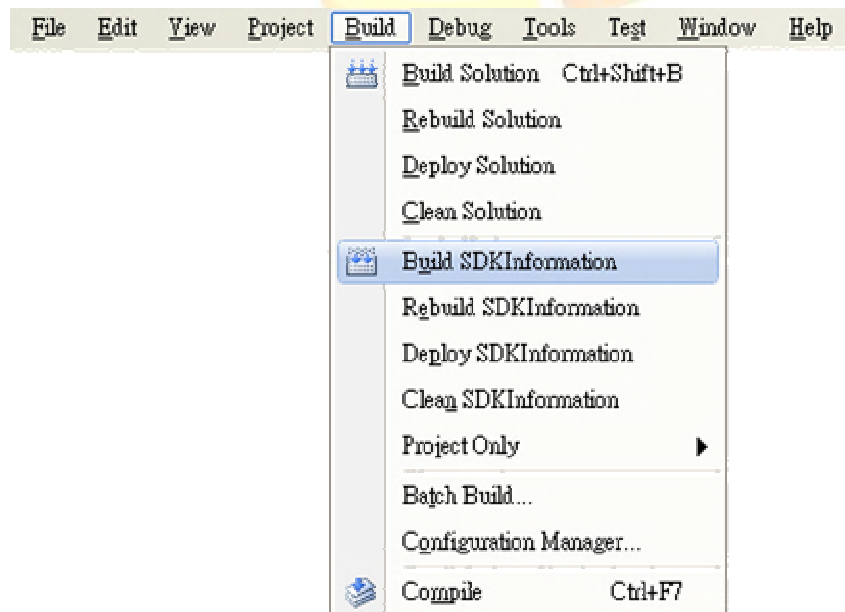 File Edit View Project Build Debug Tools Test Window Help
Build Solution Ctrl+Shift+B
Rebuild Solution
Deploy Solution
Clean Solution
Build SDKInformation
Rebuild SDKInformation
Deploy SDKInformation
Clean SDKInformation
Project Only
Batch Build...
Configuration Manager...
Compile Ctrl+F7